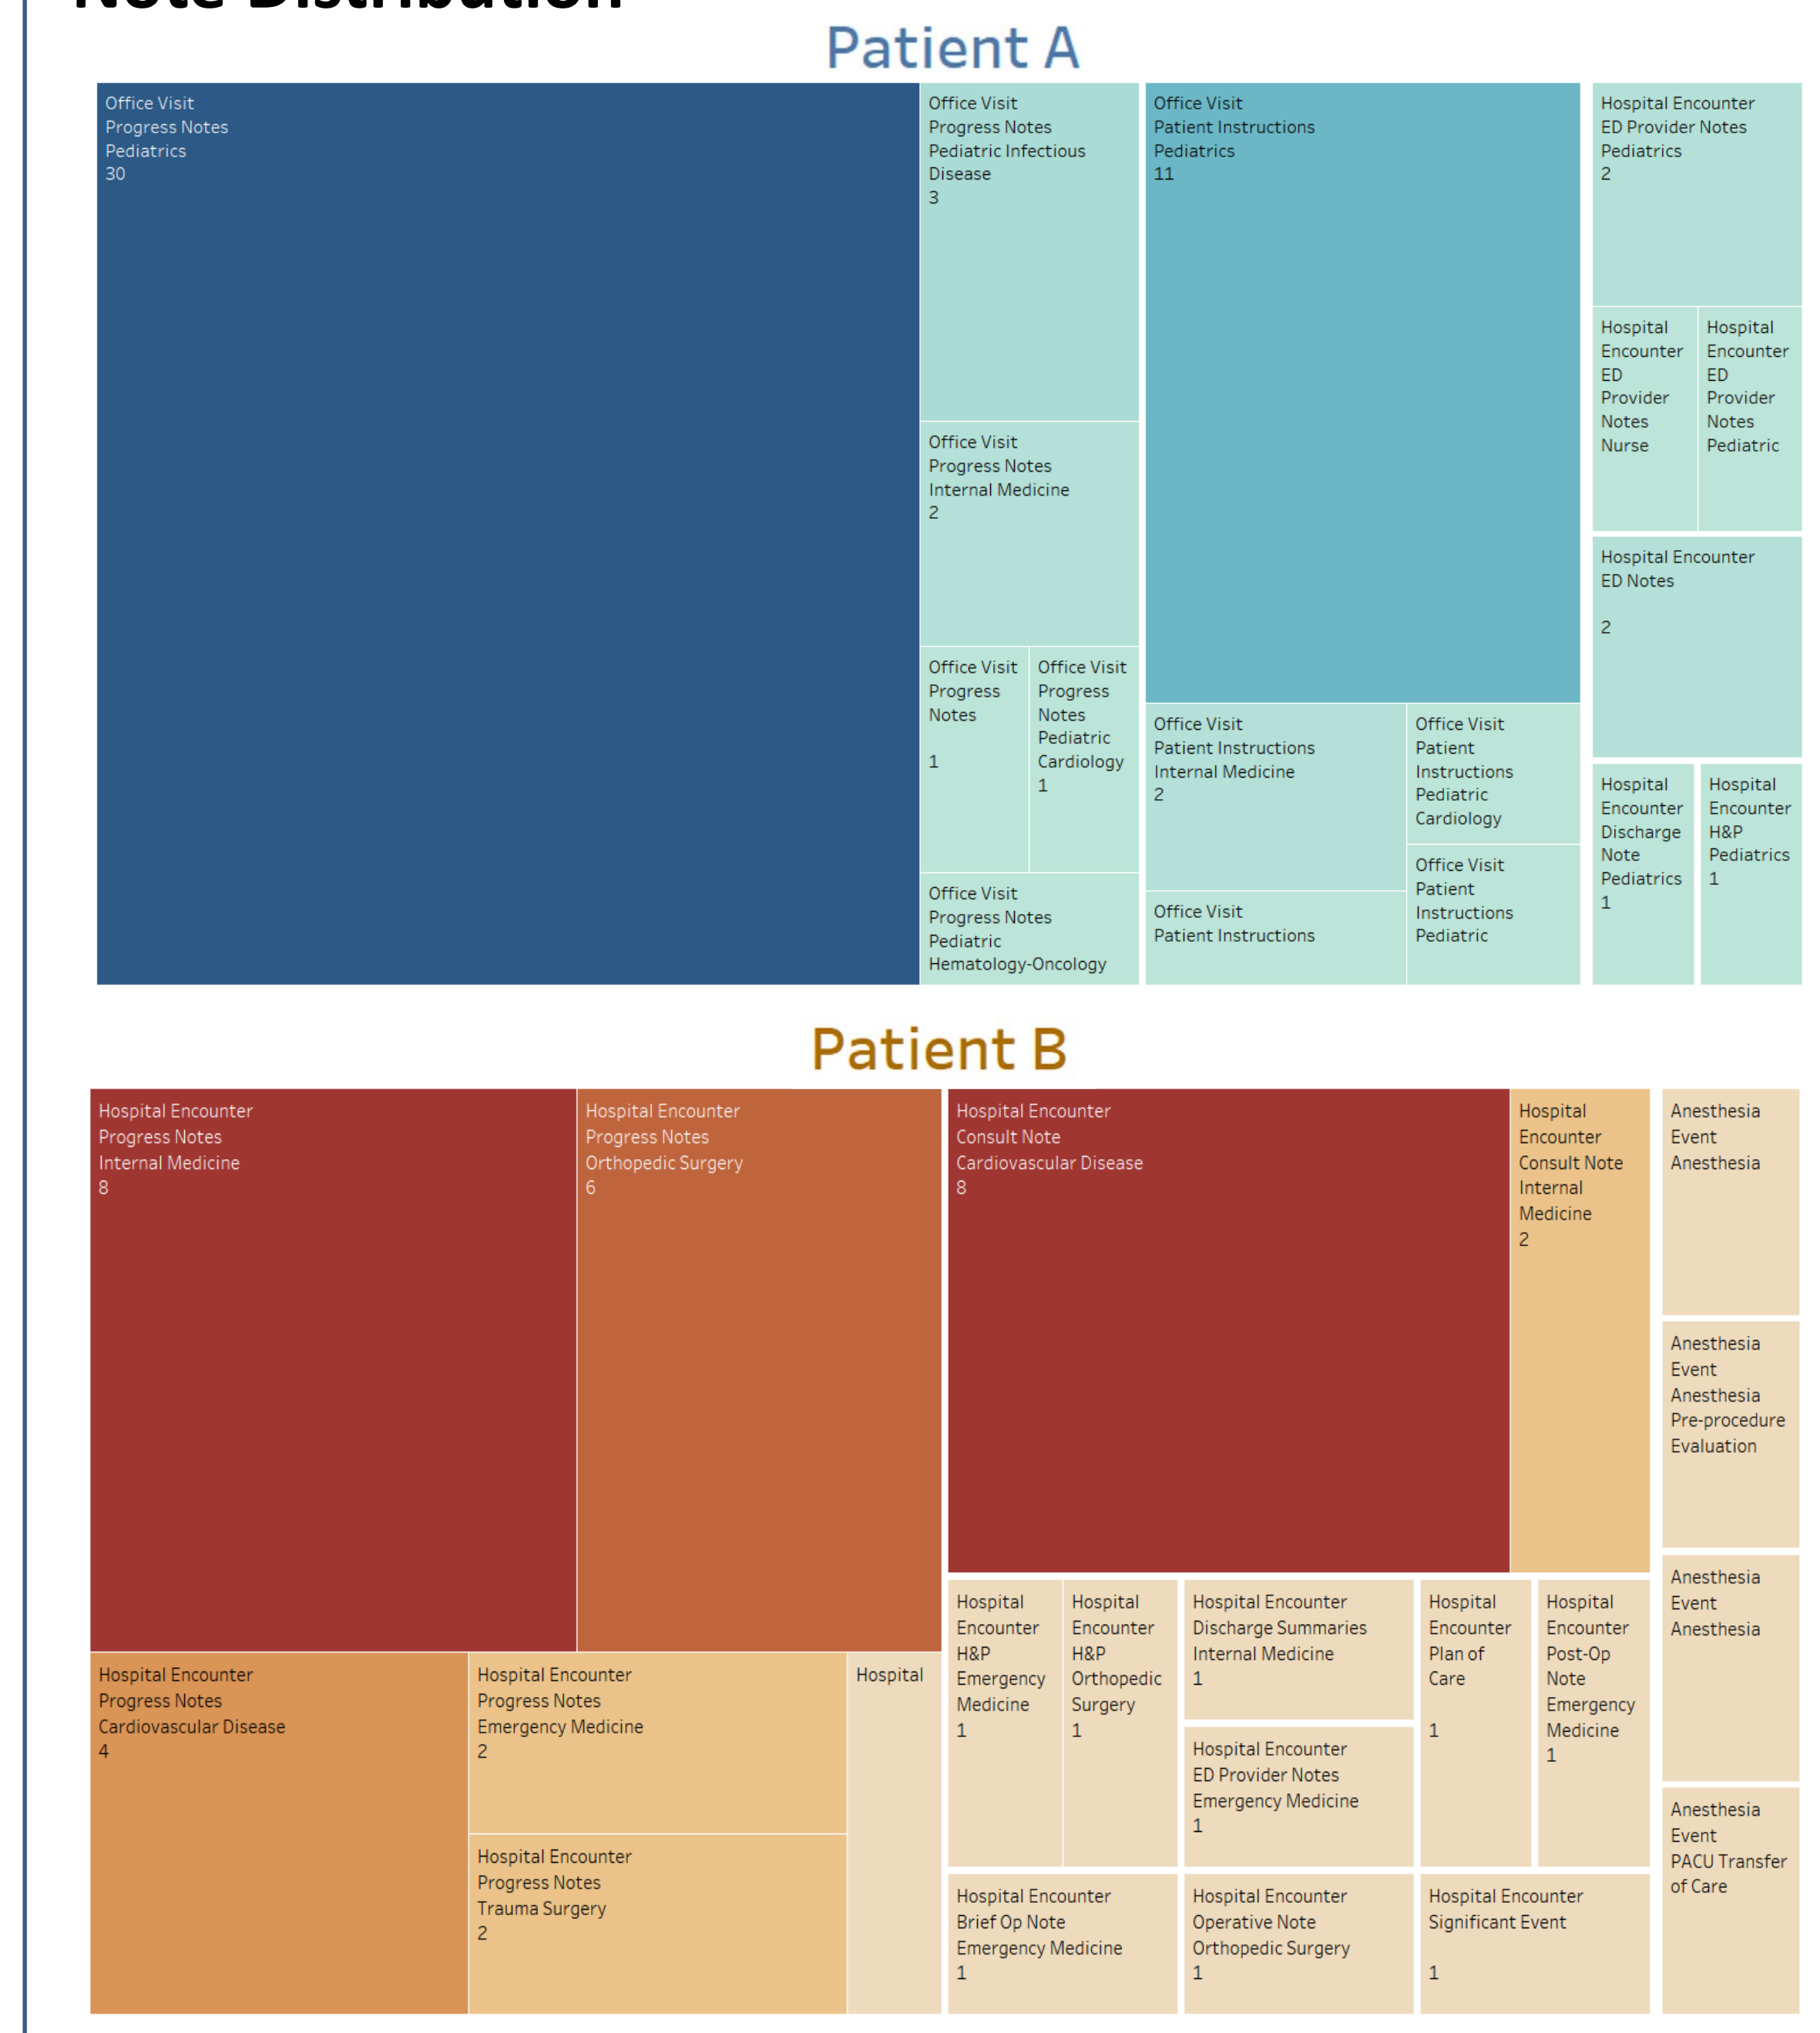 Note Distribution
Patient A
Office Visit
Progress Notes
Pediatrics
30
Office Visit
Progress Notes
Pediatric Infectious
Disease
3
Office Visit
Progress Notes
Internal Medicine
2
Office Visit
Progress
Notes
1
Office Visit
Progress
Notes
Pediatric
Cardiology
1
Office Visit
Progress Notes
Pediatric
Hematology-Oncology
Office Visit
Patient Instructions
Pediatrics
11
Office Visit
Patient Instructions
Internal Medicine
2
Office Visit
Patient Instructions
Office Visit
Patient
Instructions
Pediatric
Cardiology
Office Visit
Patient
Instructions
Pediatric
Hospital Encounter
ED Provider Notes
Pediatrics
2
Hospital
Encounter
ED
Provider
Notes
Nurse
Hospital
Encounter
ED
Provider
Notes
Pediatric
Hospital Encounter
ED Notes
2
Hospital
Encounter
Discharge
Note
Pediatrics
1
Hospital
Encounter
H&P
Pediatrics
1
Patient B
Hospital Encounter
Progress Notes
Internal Medicine
8
Hospital Encounter
Progress Notes
Orthopedic Surgery
6
Hospital Encounter
Progress Notes
Cardiovascular Disease
4
Hospital Encounter
Progress Notes
Emergency Medicine
2
Hospital Encounter
Progress Notes
Trauma Surgery
2
Hospital
Hospital Encounter
Consult Note
Cardiovascular Disease
8
Hospital
Encounter
Consult Note
Internal
Medicine
2
Hospital
Encounter
H&P
Emergency
Medicine
1
Hospital
Encounter
H&P
Orthopedic
Surgery
1
Hospital Encounter
Discharge Summaries
Internal Medicine
1
Hospital Encounter
ED Provider Notes
Emergency Medicine
1
Hospital
Encounter
Plan of
Care
1
Hospital
Encounter
Post-Op
Note
Emergency
Medicine
1
Hospital Encounter
Brief Op Note
Emergency Medicine
1
Hospital Encounter
Operative Note
Orthopedic Surgery
1
Hospital Encounter
Significant Event
1
Anesthesia
Event
Anesthesia
Anesthesia
Event
Anesthesia
Pre-procedure
Evaluation
Anesthesia
Event
Anesthesia
Anesthesia
Event
PACU Transfer
of Care